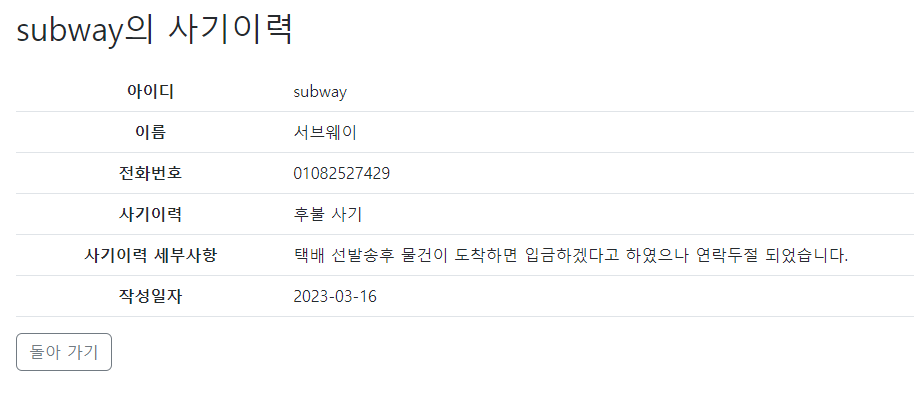 subway의 사기이력
아이디 subway
이름 서브웨이
전화번호 01082527429
사기이력 후불 사기
사기이력 세부사항 택배 선발송후 물건이 도착하면 입금하겠다고 하였으나 연락두절 되었습니다.
작성일자 2023-03-16
돌아 가기